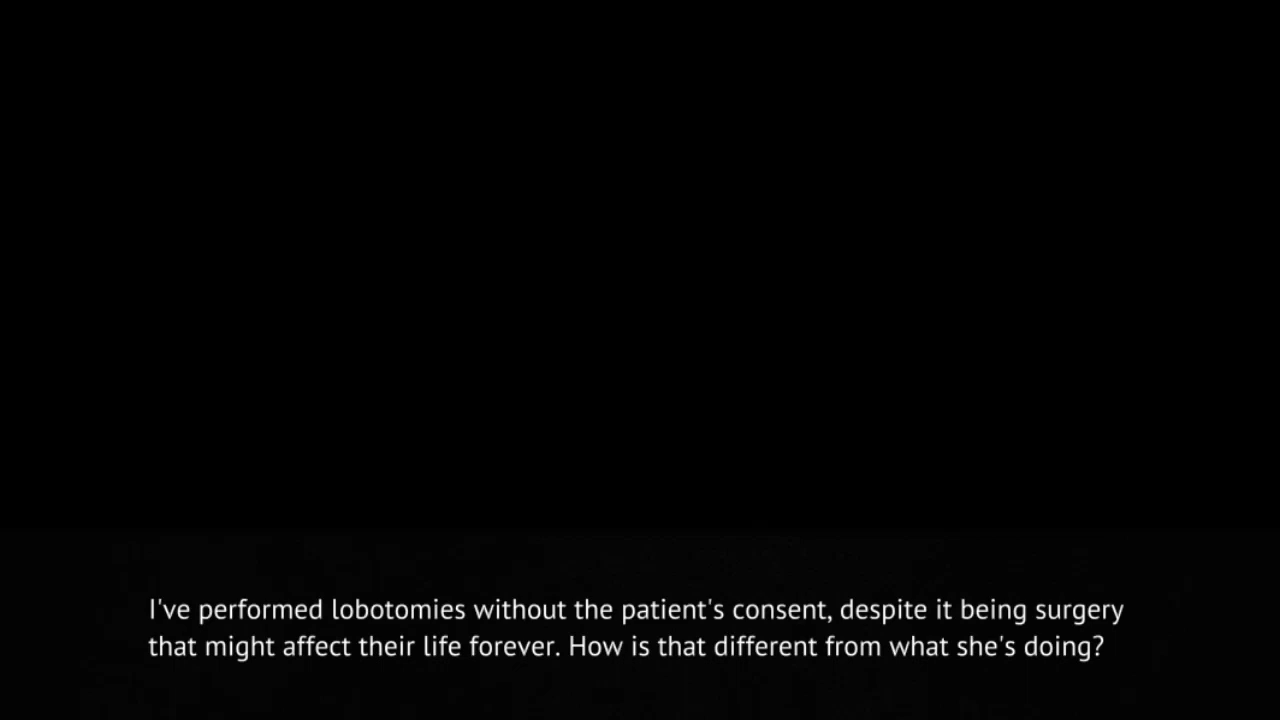 I've performed lobotomies without the patient's consent, despite it being surgery
that might affect their life forever. How is that different from what she's doing?